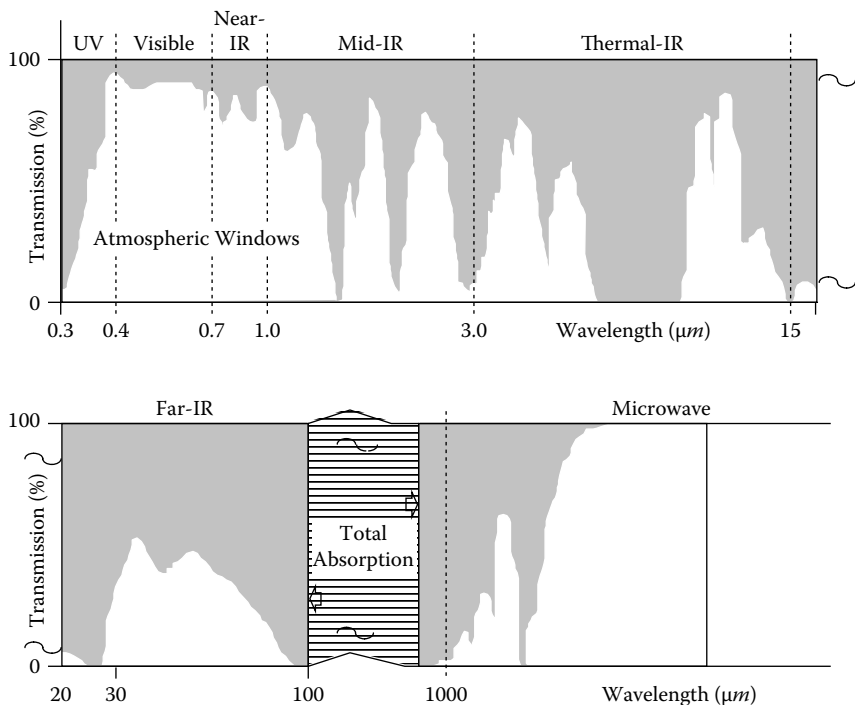 Near-
UV Visible IR Mid-IR Thermal-IR
100
Transmission (%)
Atmospheric Windows
0
0.3 0.4 0.7 1.0 3.0 Wavelength (μm) 15
Far-IR Microwave
100
Transmission (%)
Total
Absorption
0
20 30 100 1000 Wavelength (μm)